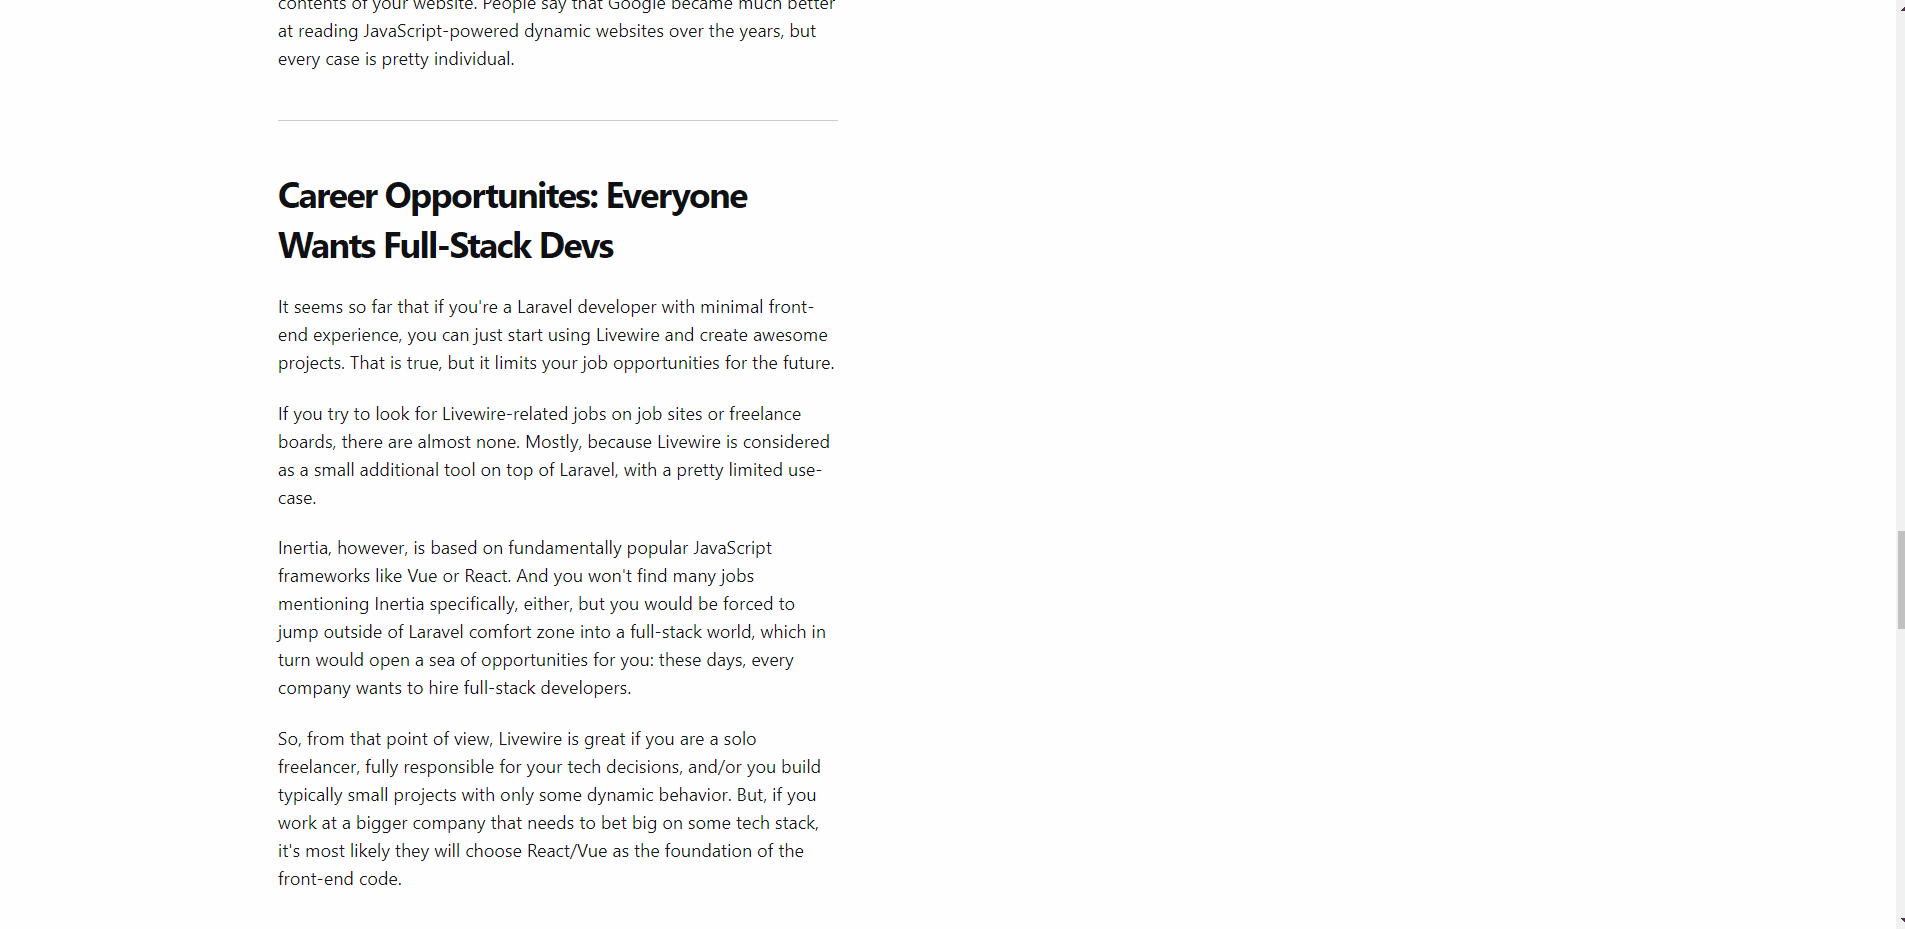 contents of your website. People say that Google became much better
at reading JavaScript-powered dynamic websites over the years, but
every case is pretty individual.
Career Opportunites: Everyone
Wants Full-Stack Devs
It seems so far that if you're a Laravel developer with minimal front-
end experience, you can just start using Livewire and create awesome
projects. That is true, but it limits your job opportunities for the future.
If you try to look for Livewire-related jobs on job sites or freelance
boards, there are almost none. Mostly, because Livewire is considered
as a small additional tool on top of Laravel, with a pretty limited use-
case.
Inertia, however, is based on fundamentally popular JavaScript
frameworks like Vue or React. And you won't find many jobs
mentioning Inertia specifically, either, but you would be forced to
jump outside of Laravel comfort zone into a full-stack world, which in
turn would open a sea of opportunities for you: these days, every
company wants to hire full-stack developers.
So, from that point of view, Livewire is great if you are a solo
freelancer, fully responsible for your tech decisions, and/or you build
typically small projects with only some dynamic behavior. But, if you
work at a bigger company that needs to bet big on some tech stack,
it's most likely they will choose React/Vue as the foundation of the
front-end code.